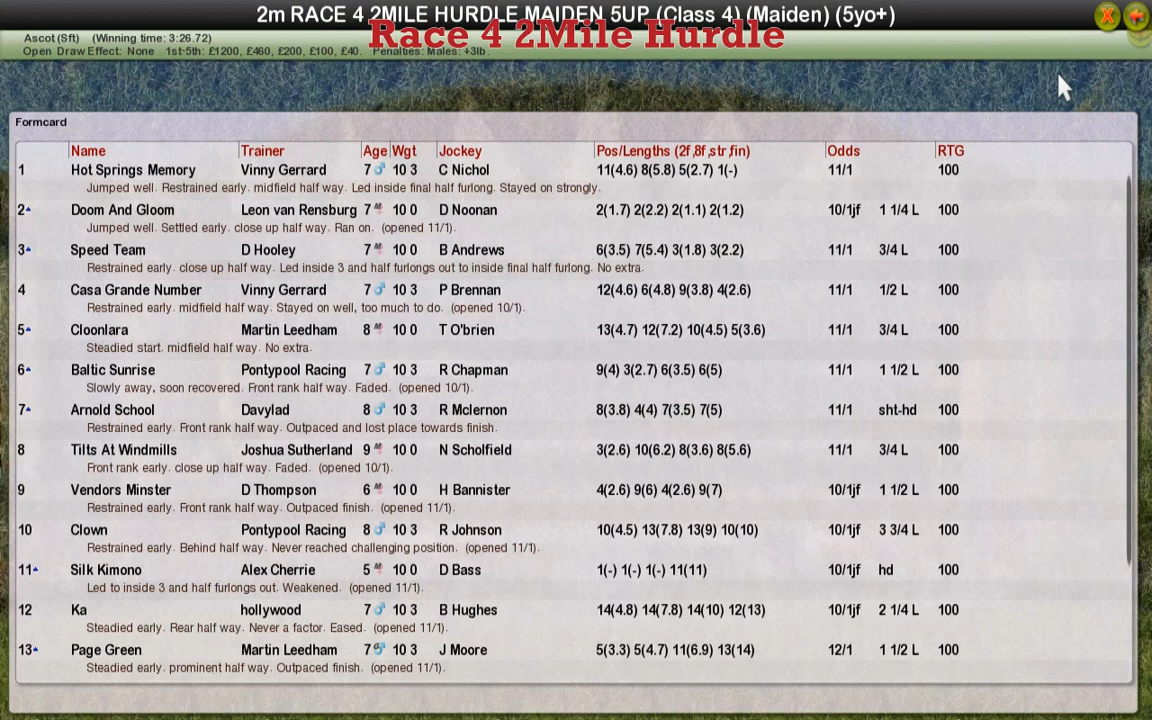 2m RACE 4 2MILE HURDLE MAIDEN 5UP (Class 4) (Maiden) (5yo+)
Race 4 2Mile Hurdle
Ascot(Sft) (Winning time: 3:26.72)
Open Draw Effect: None 1st-5th: £1200, £460, £200, £100, £40. Penalties: Males: +3lb
Formcard
Name Trainer Age Wgt Jockey Pos/Lengths (2f,8f,str,fin) Odds RTG
1 Hot Springs Memory Vinny Gerrard 7 10 3 C Nichol 11(4.6) 8(5.8) 5(2.7) 1(-) 11/1 100
Jumped well. Restrained early. midfield half way. Led inside final half furlong. Stayed on strongly.
2 Doom And Gloom Leon van Rensburg 7 10 0 D Noonan 2(1.7) 2(2.2) 2(1.1) 2(1.2) 10/1jf 1 1/4 L 100
Jumped well. Settled early. close up half way. Ran on. (opened 11/1).
3 Speed Team D Hooley 7 10 0 B Andrews 6(3.5) 7(5.4) 3(1.8) 3(2.2) 11/1 3/4 L 100
Restrained early. close up half way. Led inside 3 and half furlongs out to inside final half furlong. No extra.
4 Casa Grande Number Vinny Gerrard 7 10 3 P Brennan 12(4.6) 6(4.8) 9(3.8) 4(2.6) 11/1 1/2 L 100
Restrained early. midfield half way. Stayed on well, too much to do. (opened 10/1).
5 Cloonlara Martin Leedham 8 10 0 T O'brien 13(4.7) 12(7.2) 10(4.5) 5(3.6) 11/1 3/4 L 100
Steadied start. midfield half way. No extra.
6 Baltic Sunrise Pontypool Racing 7 10 3 R Chapman 9(4) 3(2.7) 6(3.5) 6(5) 11/1 1 1/2 L 100
Slowly away, soon recovered. Front rank half way. Faded. (opened 10/1).
7 Arnold School Davylad 8 10 3 R Mclernon 8(3.8) 4(4) 7(3.5) 7(5) 11/1 sht-hd 100
Restrained early. Front rank half way. Outpaced and lost place towards finish.
8 Tilts At Windmills Joshua Sutherland 9 10 0 N Scholfield 3(2.6) 10(6.2) 8(3.6) 8(5.6) 11/1 3/4 L 100
Front rank early. close up half way. Faded. (opened 10/1).
9 Vendors Minster D Thompson 6 10 0 H Bannister 4(2.6) 9(6) 4(2.6) 9(7) 10/1jf 1 1/2 L 100
Restrained early. Front rank half way. Outpaced finish. (opened 11/1).
10 Clown Pontypool Racing 8 10 3 R Johnson 10(4.5) 13(7.8) 13(9) 10(10) 10/1jf 3 3/4 L 100
Restrained early. Behind half way. Never reached challenging position. (opened 11/1).
11 Silk Kimono Alex Cherrie 5 10 0 D Bass 1(-) 1(-) 1(-) 11(11) 10/1jf hd 100
Led to inside 3 and half furlongs out. Weakened. (opened 11/1).
12 Ka hollywood 7 10 3 B Hughes 14(4.8) 14(7.8) 14(10) 12(13) 10/1jf 2 1/4 L 100
Steadied early. Rear half way. Never a factor. Eased. (opened 11/1).
13 Page Green Martin Leedham 7 10 3 J Moore 5(3.3) 5(4.7) 11(6.9) 13(14) 12/1 1 1/2 L 100
Steadied early. prominent half way. Outpaced finish. (opened 11/1).